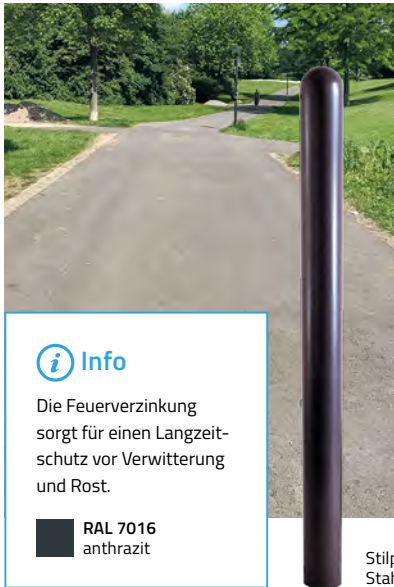 i Info
Die Feuerverzinkung
sorgt für einen Langzeit-
schutz vor Verwitterung
und Rost.
RAL 7016
anthrazit